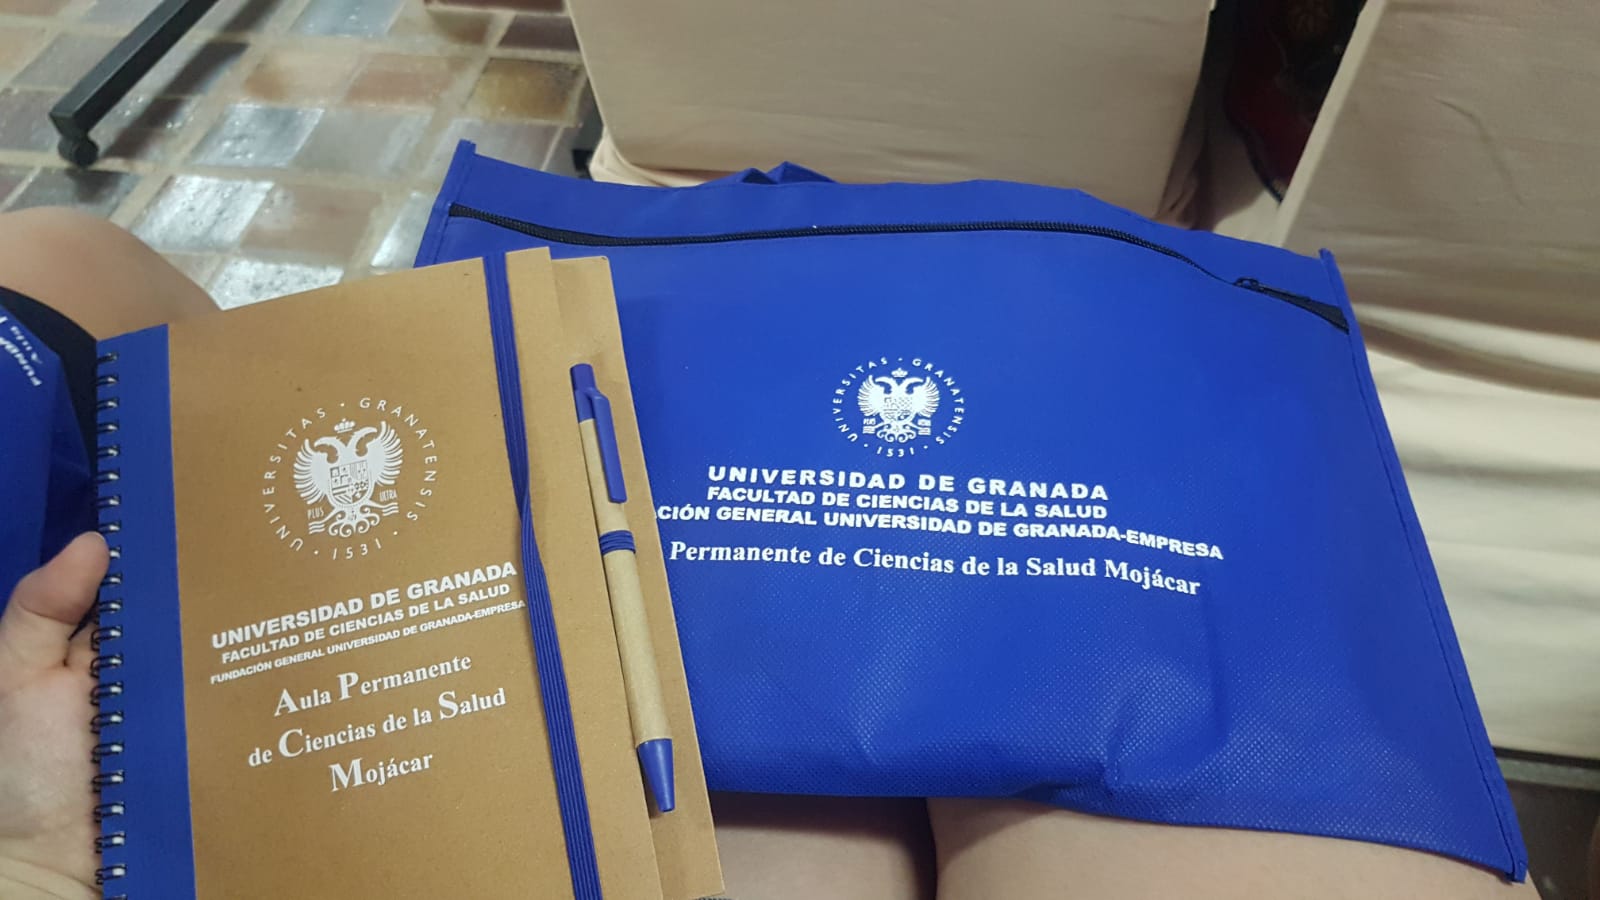 UNIVERSITAS · GRANATENSIS · 1531 ·
PLUS ULTRA
UNIVERSIDAD DE GRANADA
FACULTAD DE CIENCIAS DE LA SALUD
FUNDACIÓN GENERAL UNIVERSIDAD DE GRANADA-EMPRESA
Aula Permanente
de Ciencias de la Salud
Mojácar
UNIVERSITAS · GRANATENSIS · 1531 ·
UNIVERSIDAD DE GRANADA
FACULTAD DE CIENCIAS DE LA SALUD
CIÓN GENERAL UNIVERSIDAD DE GRANADA-EMPRESA
Permanente de Ciencias de la Salud Mojácar